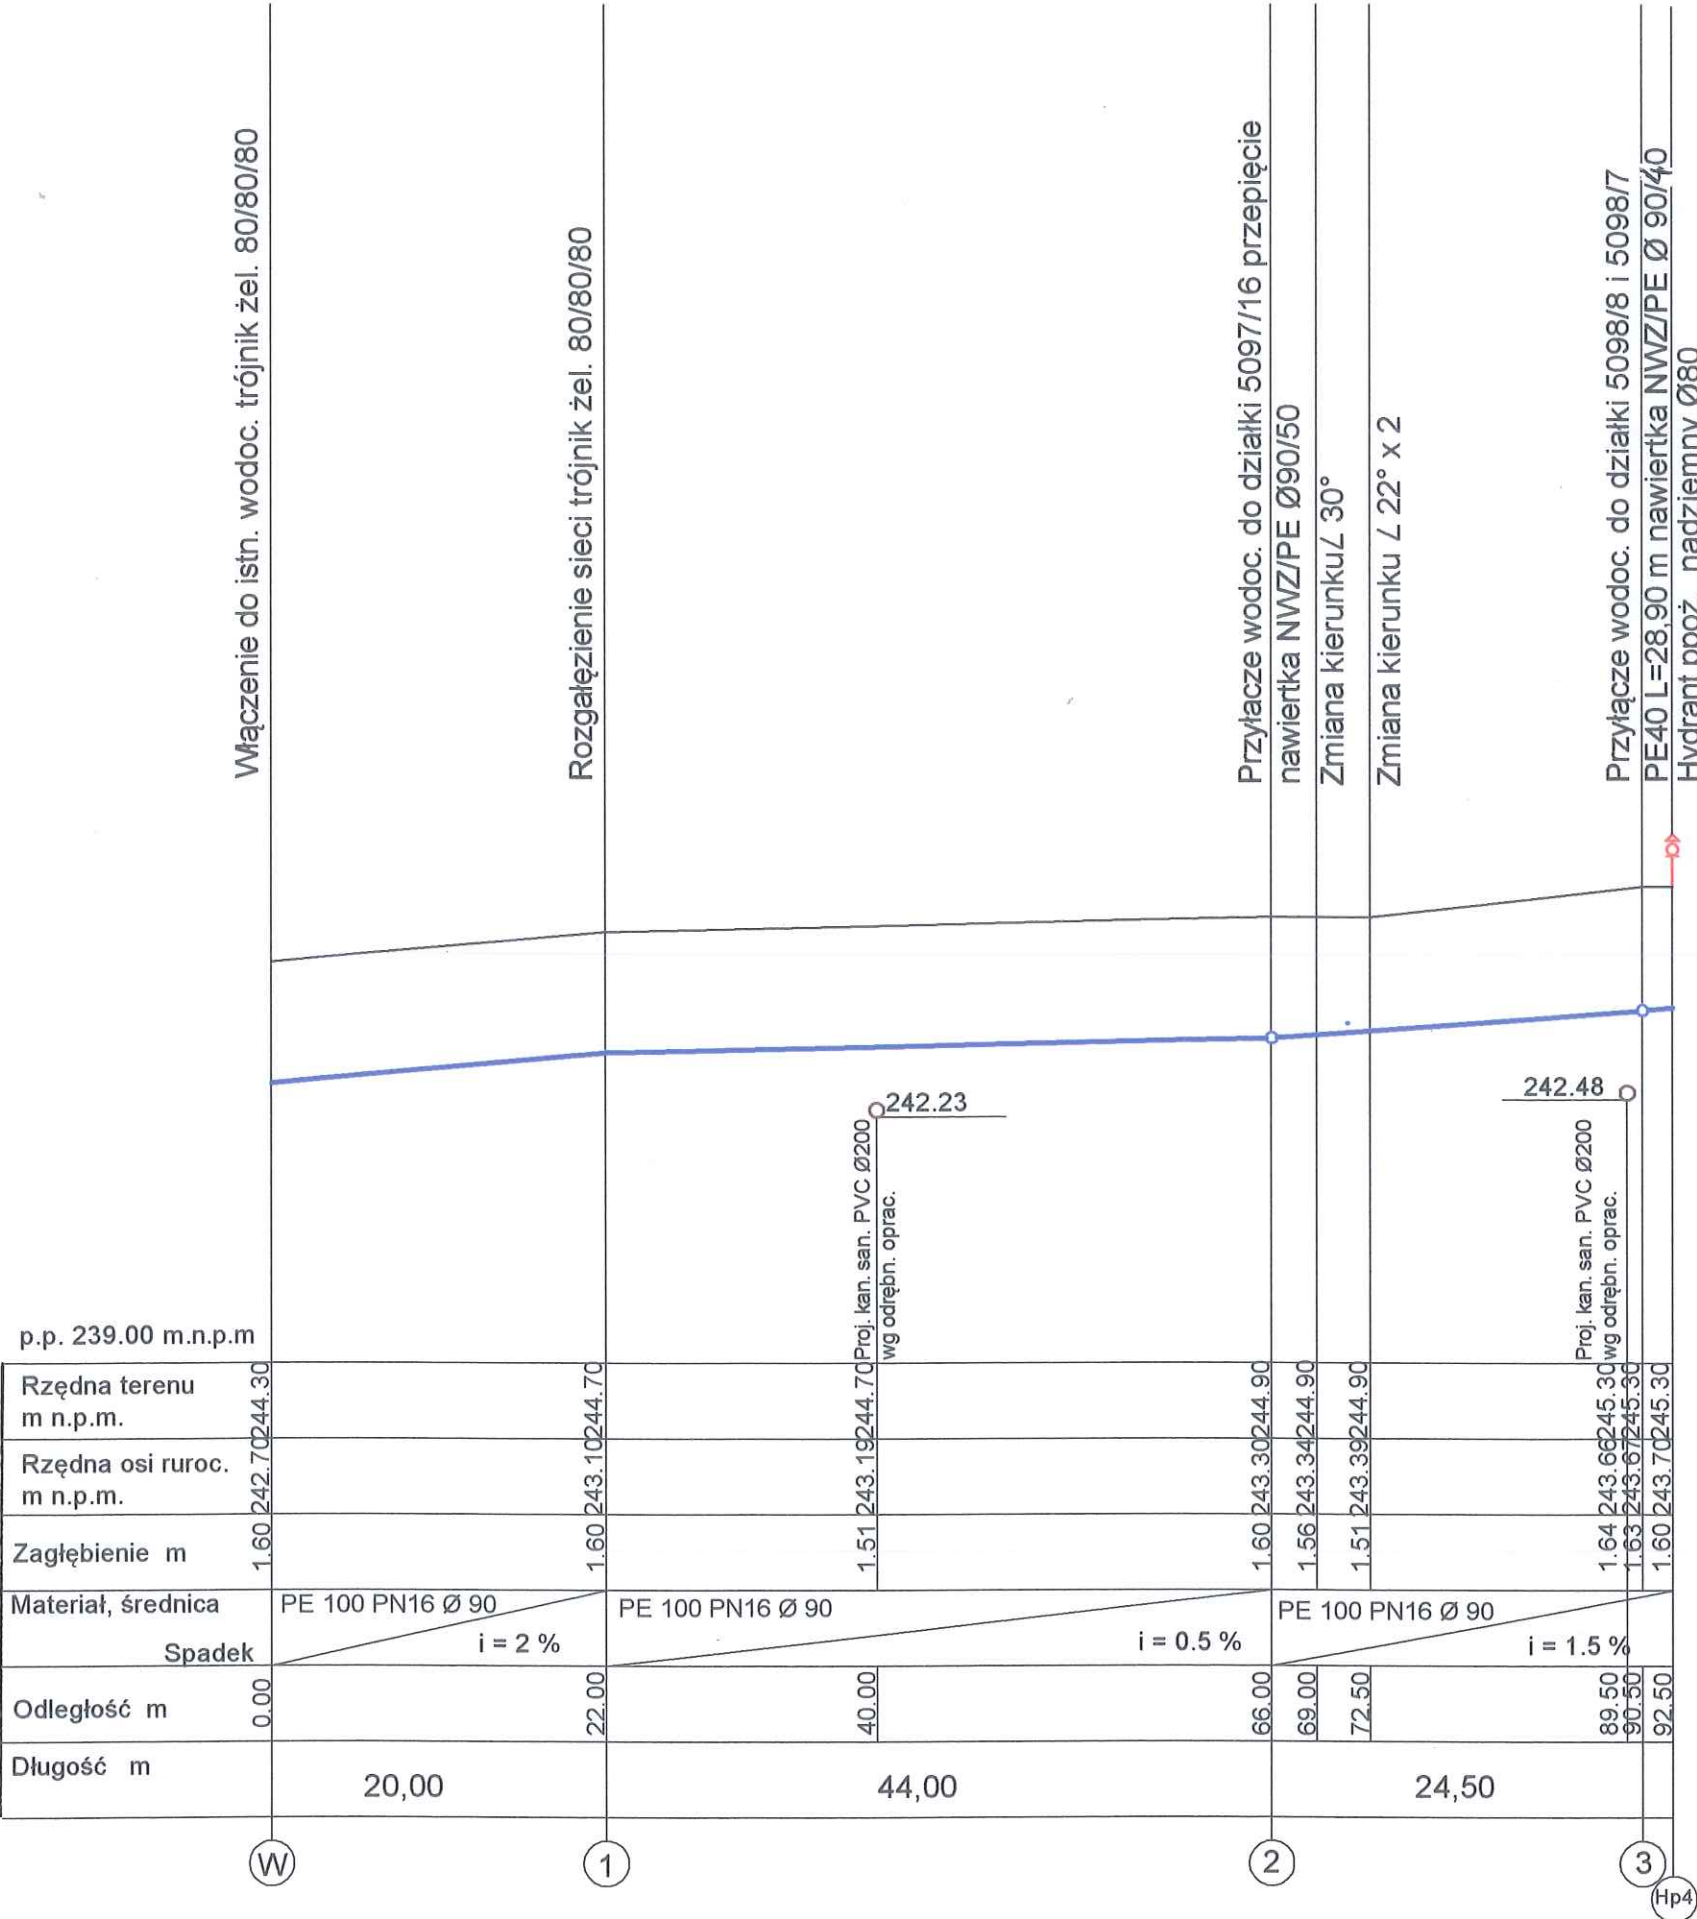 Włączenie do istn. wodoc. trójnik żel. 80/80/80
Rozgałęzienie sieci trójnik żel. 80/80/80
Przyłacze wodoc. do działki 5097/16 przepięcie
nawiertka NWZ/PE Ø90/50
Zmiana kierunku∠ 30°
Zmiana kierunku ∠ 22° x 2
Przyłącze wodoc. do działki 5098/8 i 5098/7
PE40 L=28,90 m nawiertka NWZ/PE Ø 90/40
Hydrant ppoż. nadziemny Ø80
242.23
242.48
Proj. kan. san. PVC Ø200
wg odrębn. oprac.
Proj. kan. san. PVC Ø200
wg odrębn. oprac.
p.p. 239.00 m.n.p.m
Rzędna terenu
m n.p.m.
244.30
244.70
244.70
244.90
244.90
244.90
245.30
245.30
245.30
Rzędna osi ruroc.
m n.p.m.
242.70
243.10
243.19
243.30
243.34
243.39
243.66
243.67
243.70
Zagłębienie m
1.60
1.60
1.51
1.60
1.56
1.51
1.64
1.63
1.60
Materiał, średnica
PE 100 PN16 Ø 90
PE 100 PN16 Ø 90
PE 100 PN16 Ø 90
Spadek
i = 2 %
i = 0.5 %
i = 1.5 %
Odległość m
0.00
22.00
40.00
66.00
69.00
72.50
89.50
90.50
92.50
Długość m
20,00
44,00
24,50
W
1
2
3
Hp4